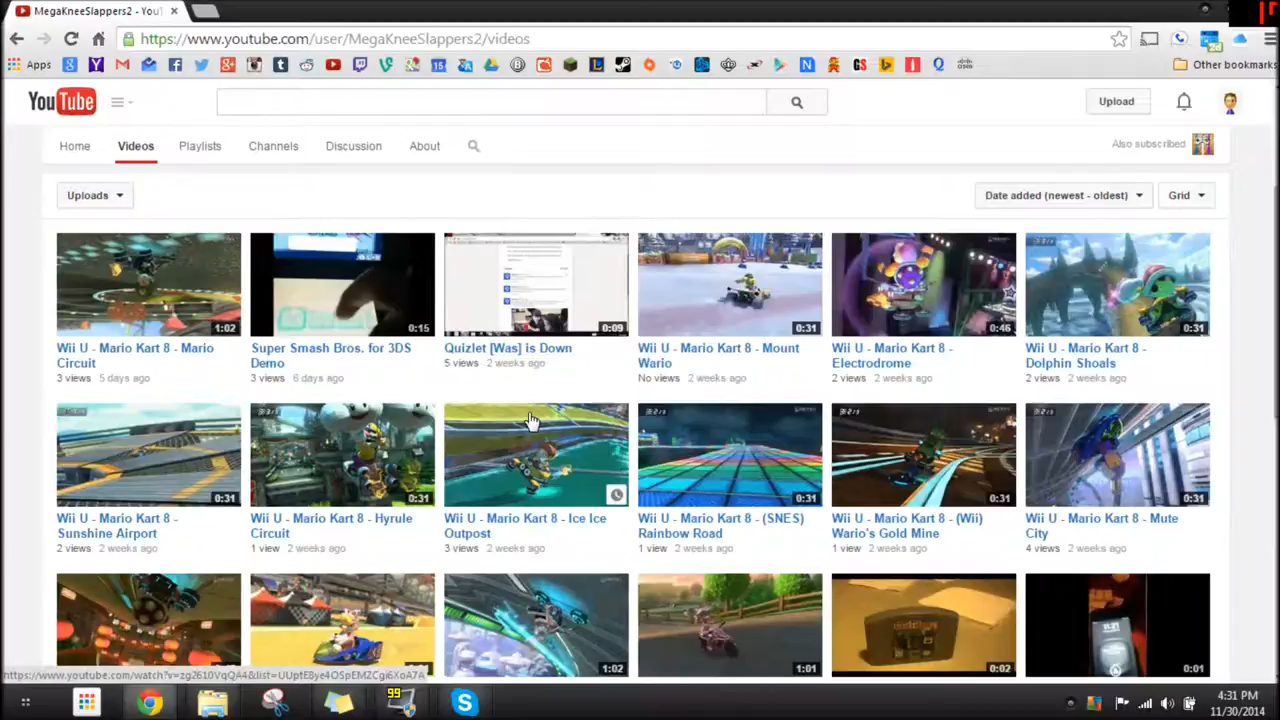 MegaKneeSlappers2 - YouT
https://www.youtube.com/user/MegaKneeSlappers2/videos
Apps
Other bookmarks
YouTube
Upload
Home Videos Playlists Channels Discussion About
Also subscribed
Uploads
Date added (newest - oldest) Grid
1:02 0:15 0:09 0:31 0:46 0:31
Wii U - Mario Kart 8 - Mario
Circuit
3 views 5 days ago
Super Smash Bros. for 3DS
Demo
3 views 6 days ago
Quizlet [Was] is Down
5 views 2 weeks ago
Wii U - Mario Kart 8 - Mount
Wario
No views 2 weeks ago
Wii U - Mario Kart 8 -
Electrodrome
2 views 2 weeks ago
Wii U - Mario Kart 8 -
Dolphin Shoals
2 views 2 weeks ago
0:31 0:31 0:31 0:31 0:31
Wii U - Mario Kart 8 -
Sunshine Airport
2 views 2 weeks ago
Wii U - Mario Kart 8 - Hyrule
Circuit
1 view 2 weeks ago
Wii U - Mario Kart 8 - Ice Ice
Outpost
3 views 2 weeks ago
Wii U - Mario Kart 8 - (SNES)
Rainbow Road
1 view 2 weeks ago
Wii U - Mario Kart 8 - (Wii)
Wario's Gold Mine
1 view 2 weeks ago
Wii U - Mario Kart 8 - Mute
City
4 views 2 weeks ago
1:02 1:01 0:02 0:01
https://www.youtube.com/watch?v=zg2610VqQA4&list=UUptE8ye4OSpEMZCgi6XoA7A
99
4:31 PM
11/30/2014